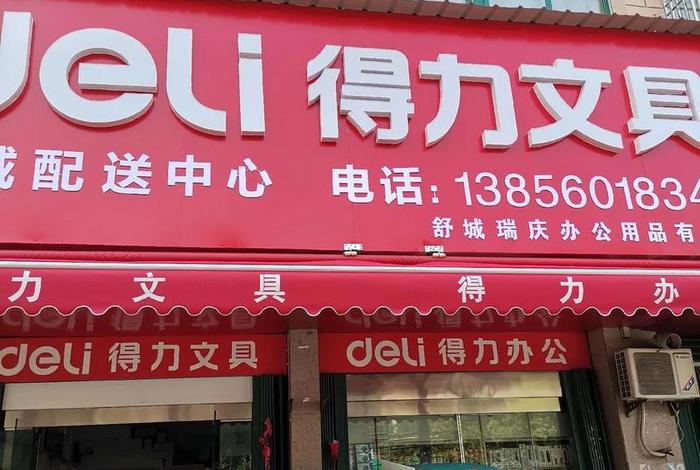 deli 得力文具
城配送中心 电话:1385601834
舒城瑞庆办公用品有
力文具 得力办
deli 得力文具 deli 得力办公